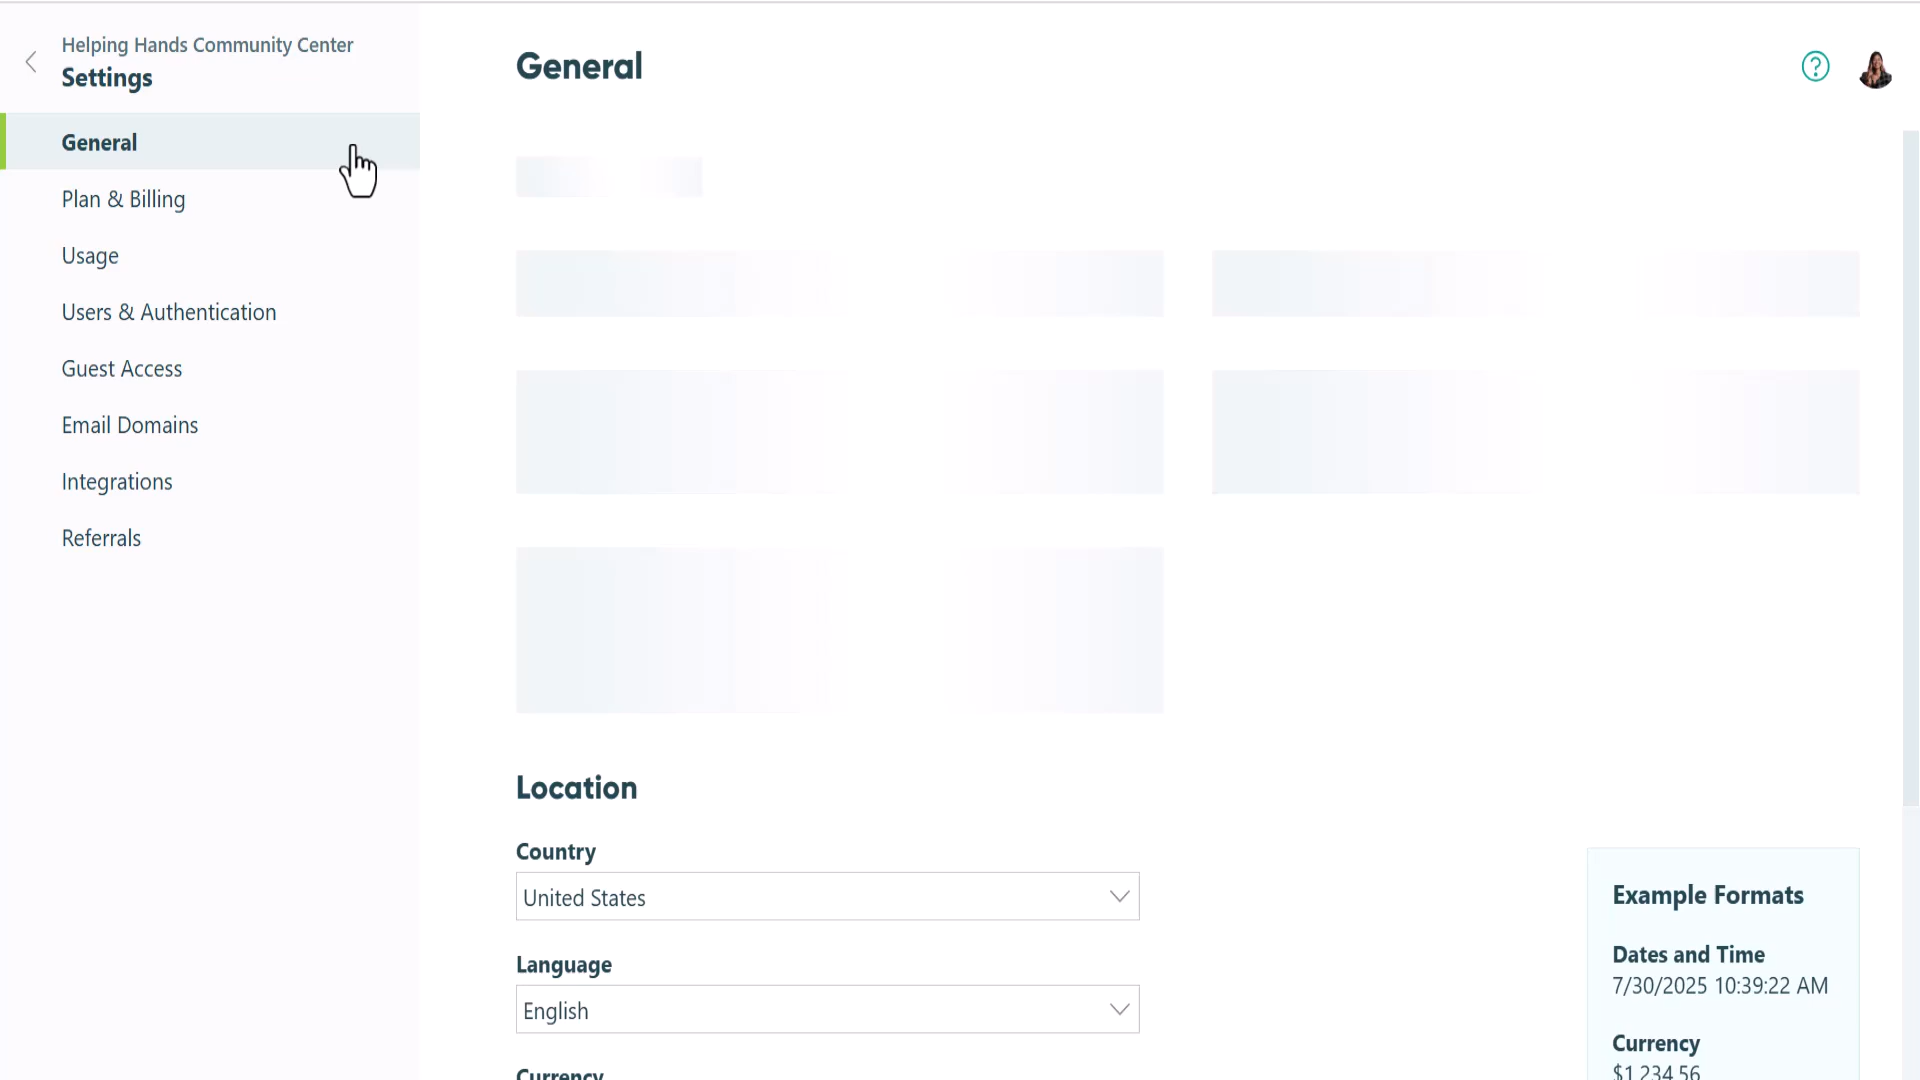 Helping Hands Community Center
Settings
General
Plan & Billing
Usage
Users & Authentication
Guest Access
Email Domains
Integrations
Referrals
General
Location
Country
United States
Language
English
Currency
Example Formats
Dates and Time
7/30/2025 10:39:22 AM
Currency
$1,234.56